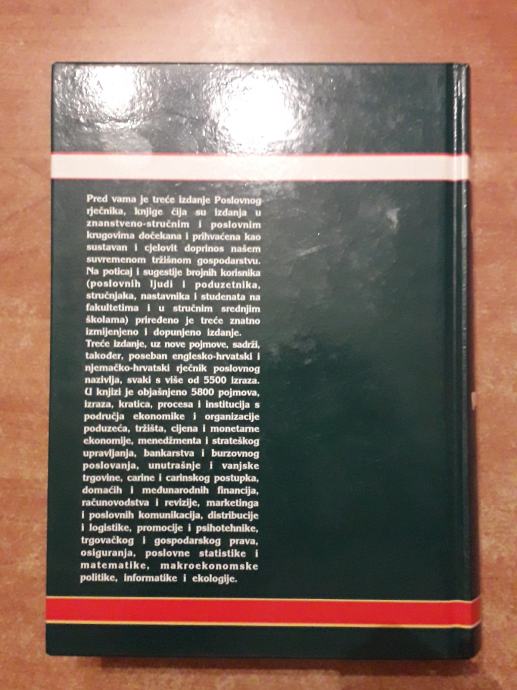 Pred vama je treće izdanje Poslovnog
rječnika, knjige čija su izdanja u
znanstveno-stručnim i poslovnim
krugovima dočekana i prihvaćena kao
sustavan i cjelovit doprinos našem
suvremenom tržišnom gospodarstvu.
Na poticaj i sugestije brojnih korisnika
(poslovnih ljudi i poduzetnika,
stručnjaka, nastavnika i studenata na
fakultetima i u stručnim srednjim
školama) priređeno je treće znatno
izmijenjeno i dopunjeno izdanje.
Treće izdanje, uz nove pojmove, sadrži,
također, poseban englesko-hrvatski i
njemačko-hrvatski rječnik poslovnog
nazivlja, svaki s više od 5500 izraza.
U knjizi je objašnjeno 5800 pojmova,
izraza, kratica, procesa i institucija s
područja ekonomike i organizacije
poduzeća, tržišta, cijena i monetarne
ekonomije, menedžmenta i strateškog
upravljanja, bankarstva i burzovnog
poslovanja, unutrašnje i vanjske
trgovine, carine i carinskog postupka,
domaćih i međunarodnih financija,
računovodstva i revizije, marketinga
i poslovnih komunikacija, distribucije
i logistike, promocije i psihotehnike,
trgovačkog i gospodarskog prava,
osiguranja, poslovne statistike i
matematike, makroekonomske
politike, informatike i ekologije.